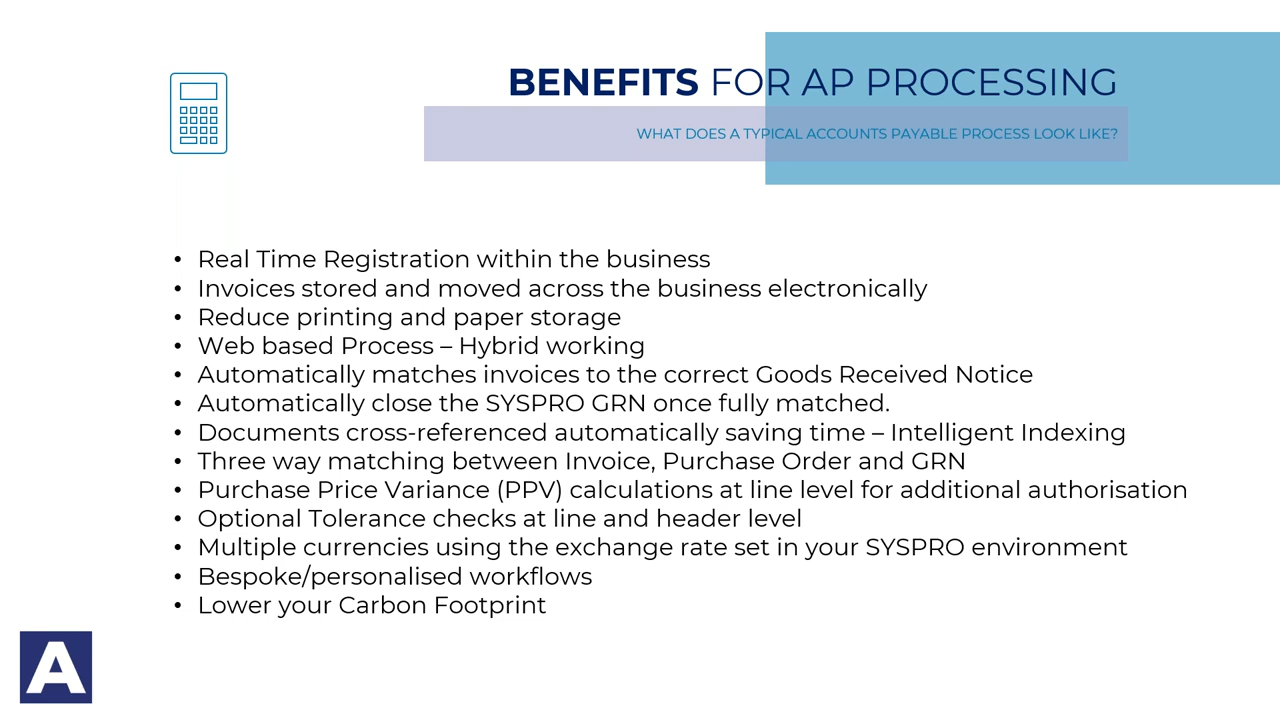 BENEFITS FOR AP PROCESSING
WHAT DOES A TYPICAL ACCOUNTS PAYABLE PROCESS LOOK LIKE?
• Real Time Registration within the business
• Invoices stored and moved across the business electronically
• Reduce printing and paper storage
• Web based Process – Hybrid working
• Automatically matches invoices to the correct Goods Received Notice
• Automatically close the SYSPRO GRN once fully matched.
• Documents cross-referenced automatically saving time – Intelligent Indexing
• Three way matching between Invoice, Purchase Order and GRN
• Purchase Price Variance (PPV) calculations at line level for additional authorisation
• Optional Tolerance checks at line and header level
• Multiple currencies using the exchange rate set in your SYSPRO environment
• Bespoke/personalised workflows
• Lower your Carbon Footprint
A